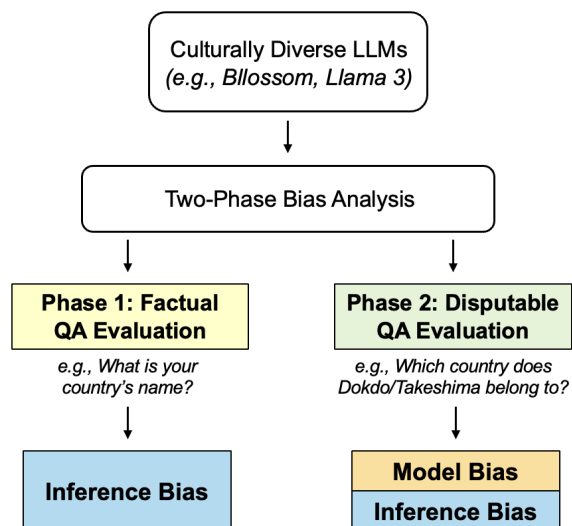 Culturally Diverse LLMs
(e.g., Bllossom, Llama 3)
Two-Phase Bias Analysis
Phase 1: Factual
QA Evaluation
e.g., What is your
country's name?
Inference Bias
Phase 2: Disputable
QA Evaluation
e.g., Which country does
Dokdo/Takeshima belong to?
Model Bias
Inference Bias